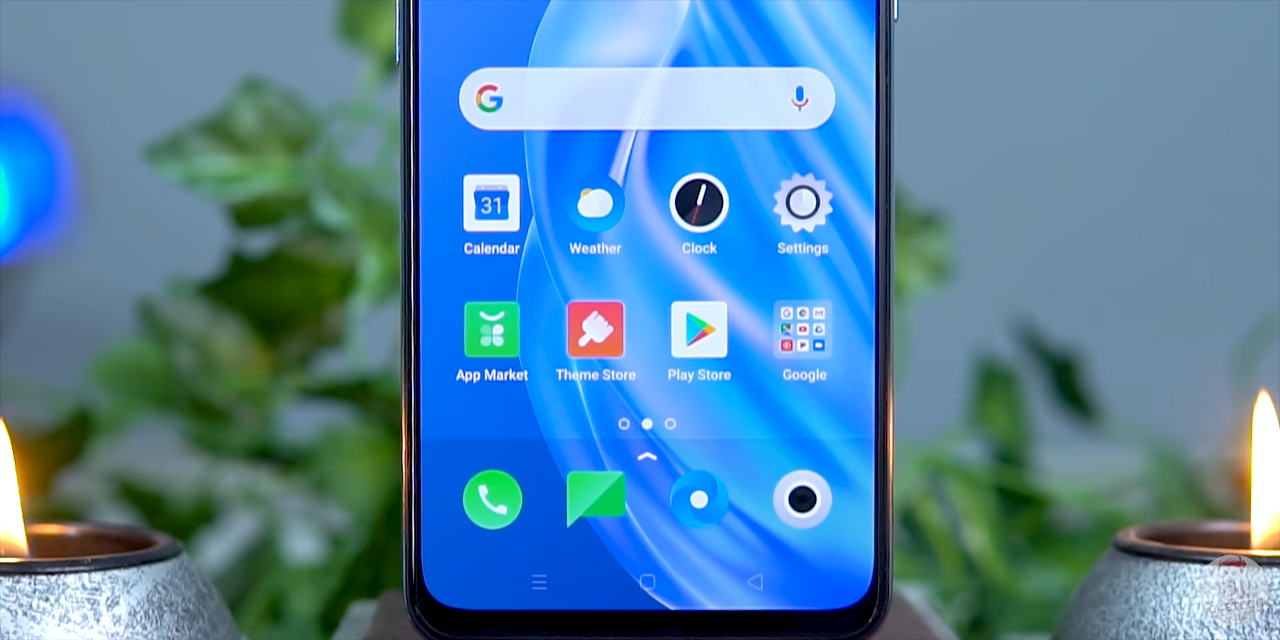 G
31
Calendar
Weather
Clock
Settings
App Market
Theme Store
Play Store
Google